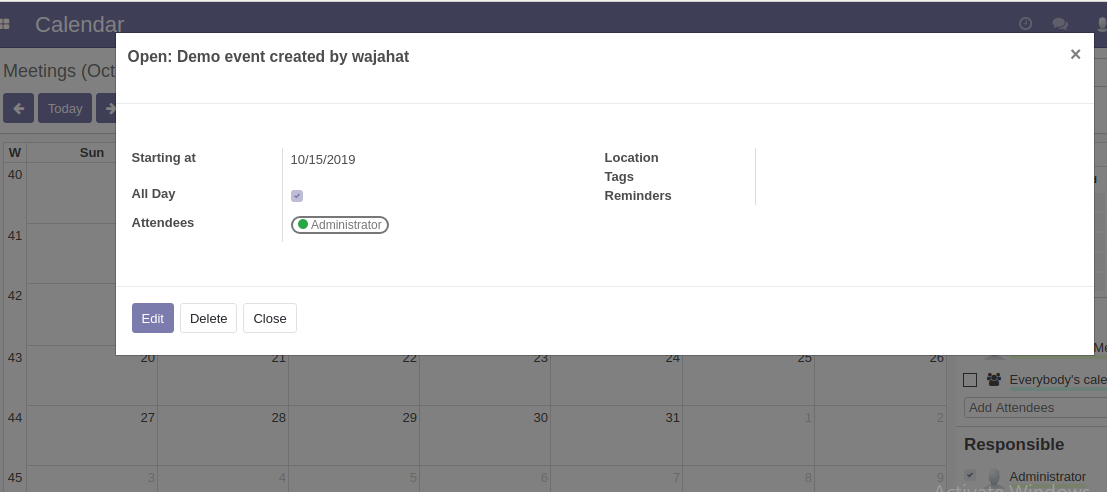 Calendar
Open: Demo event created by wajahat
×
Meetings (Oct
Today
Starting at 10/15/2019
All Day
Attendees Administrator
Location
Tags
Reminders
Edit Delete Close
W Sun
40
41
42
43 20 21 22 23 24 25 26
44 27 28 29 30 31 1 2
45 3 4 5 6 7 8 9
Me
Everybody's cale
Add Attendees
Responsible
Administrator
Activate Windows